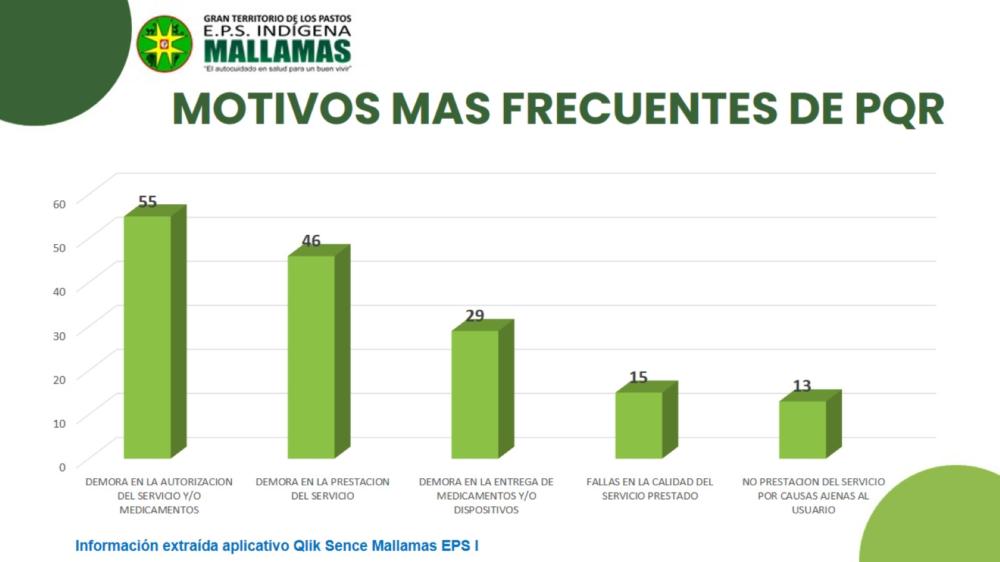 GRAN TERRITORIO DE LOS PASTOS
E.P.S. INDÍGENA
MALLAMAS
"El autocuidado en salud para un buen vivir"
MOTIVOS MAS FRECUENTES DE PQR
60
50
40
30
20
10
0
55
46
29
15
13
DEMORA EN LA AUTORIZACION
DEL SERVICIO Y/O
MEDICAMENTOS
DEMORA EN LA PRESTACION
DEL SERVICIO
DEMORA EN LA ENTREGA DE
MEDICAMENTOS Y/O
DISPOSITIVOS
FALLAS EN LA CALIDAD DEL
SERVICIO PRESTADO
NO PRESTACION DEL SERVICIO
POR CAUSAS AJENAS AL
USUARIO
Información extraída aplicativo Qlik Sence Mallamas EPS I